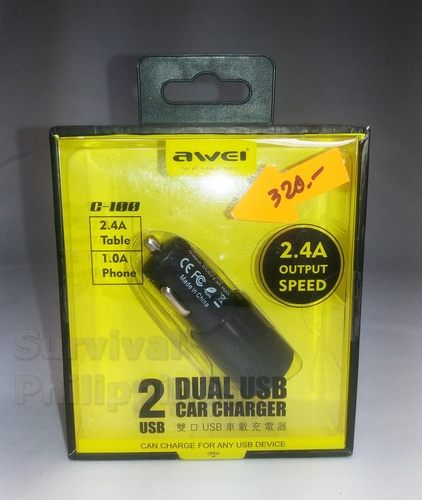 awei
320.-
C-100
2.4A
Table
1.0A
Phone
2.4A
OUTPUT
SPEED
CE FC
Made in China
Survival
2
USB
DUAL USB
CAR CHARGER
雙口USB車載充電器
CAN CHARGE FOR ANY USB DEVICE
OPEN